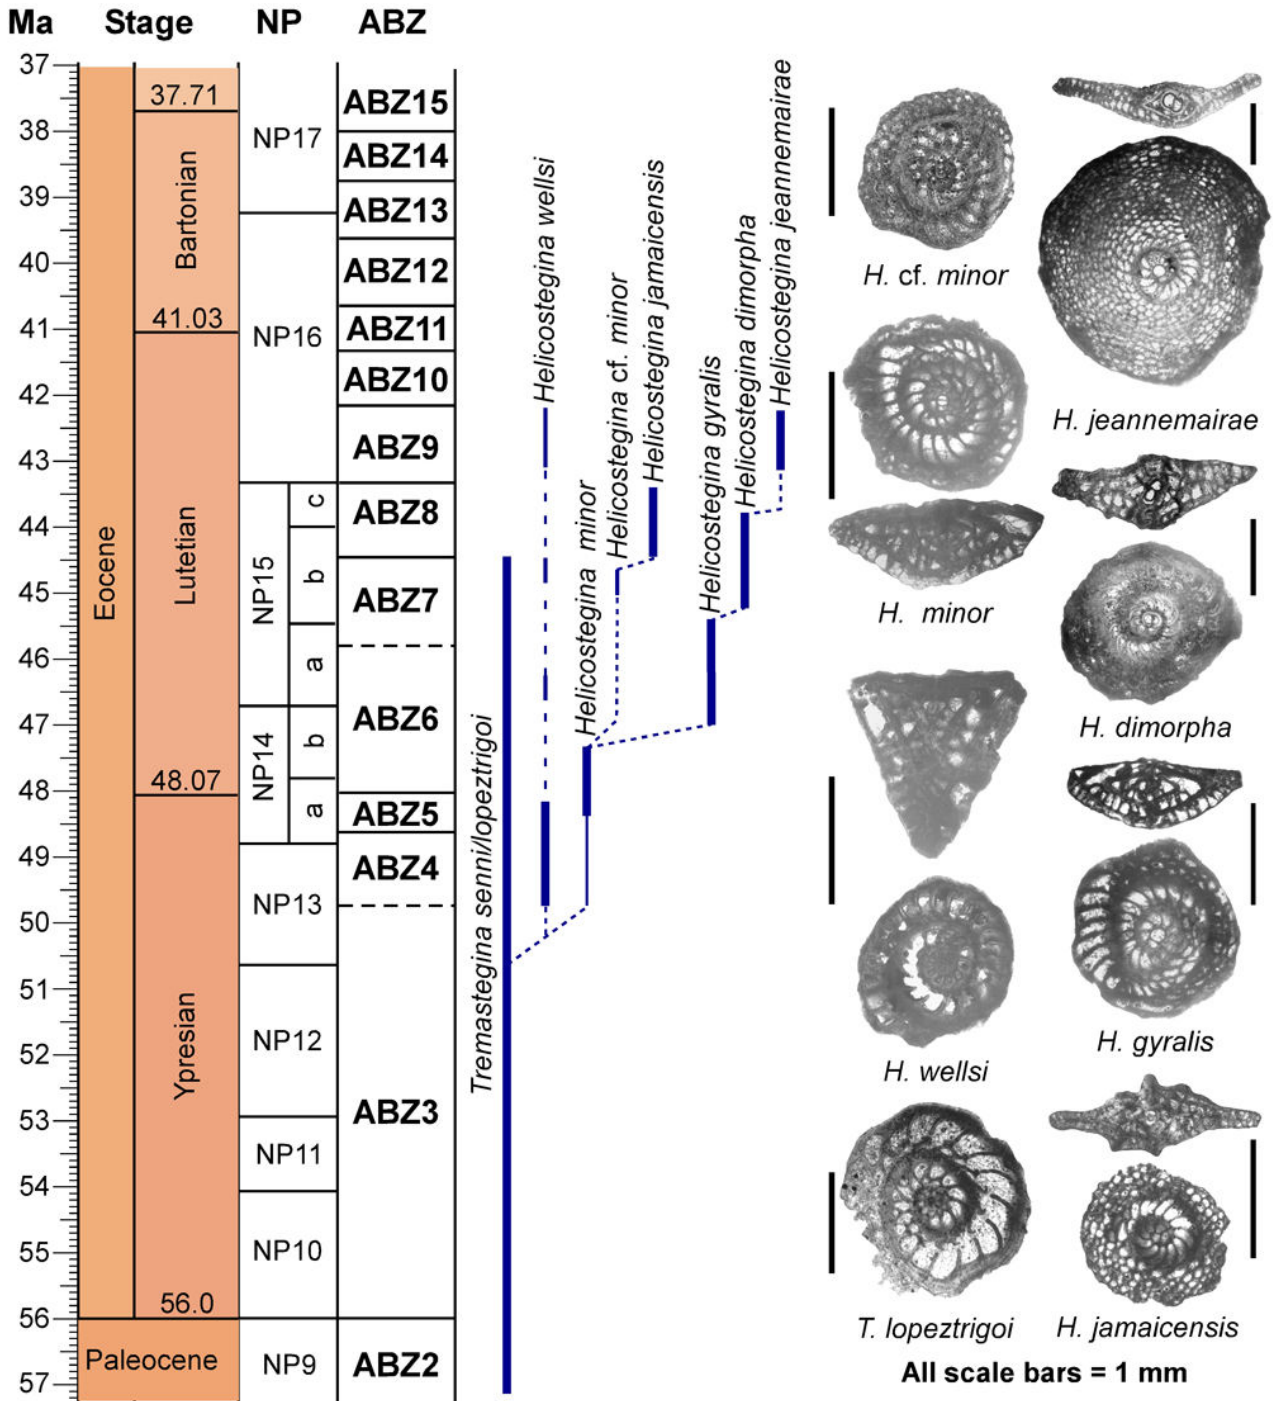 Ma Stage NP ABZ
37
38
39
40
41
42
43
44
45
46
47
48
49
50
51
52
53
54
55
56
57
Eocene
Paleocene
37.71
Bartonian
41.03
Lutetian
48.07
Ypresian
56.0
NP17
NP16
NP15
c
b
a
NP14
b
a
NP13
NP12
NP11
NP10
NP9
ABZ15
ABZ14
ABZ13
ABZ12
ABZ11
ABZ10
ABZ9
ABZ8
ABZ7
ABZ6
ABZ5
ABZ4
ABZ3
ABZ2
Tremastegina senni/lopeztrigoi
Helicostegina wellsi
Helicostegina minor
Helicostegina cf. minor
Helicostegina jamaicensis
Helicostegina gyralis
Helicostegina dimorpha
Helicostegina jeannemairae
H. cf. minor
H. jeannemairae
H. minor
H. dimorpha
H. wellsi
H. gyralis
T. lopeztrigoi
H. jamaicensis
All scale bars = 1 mm